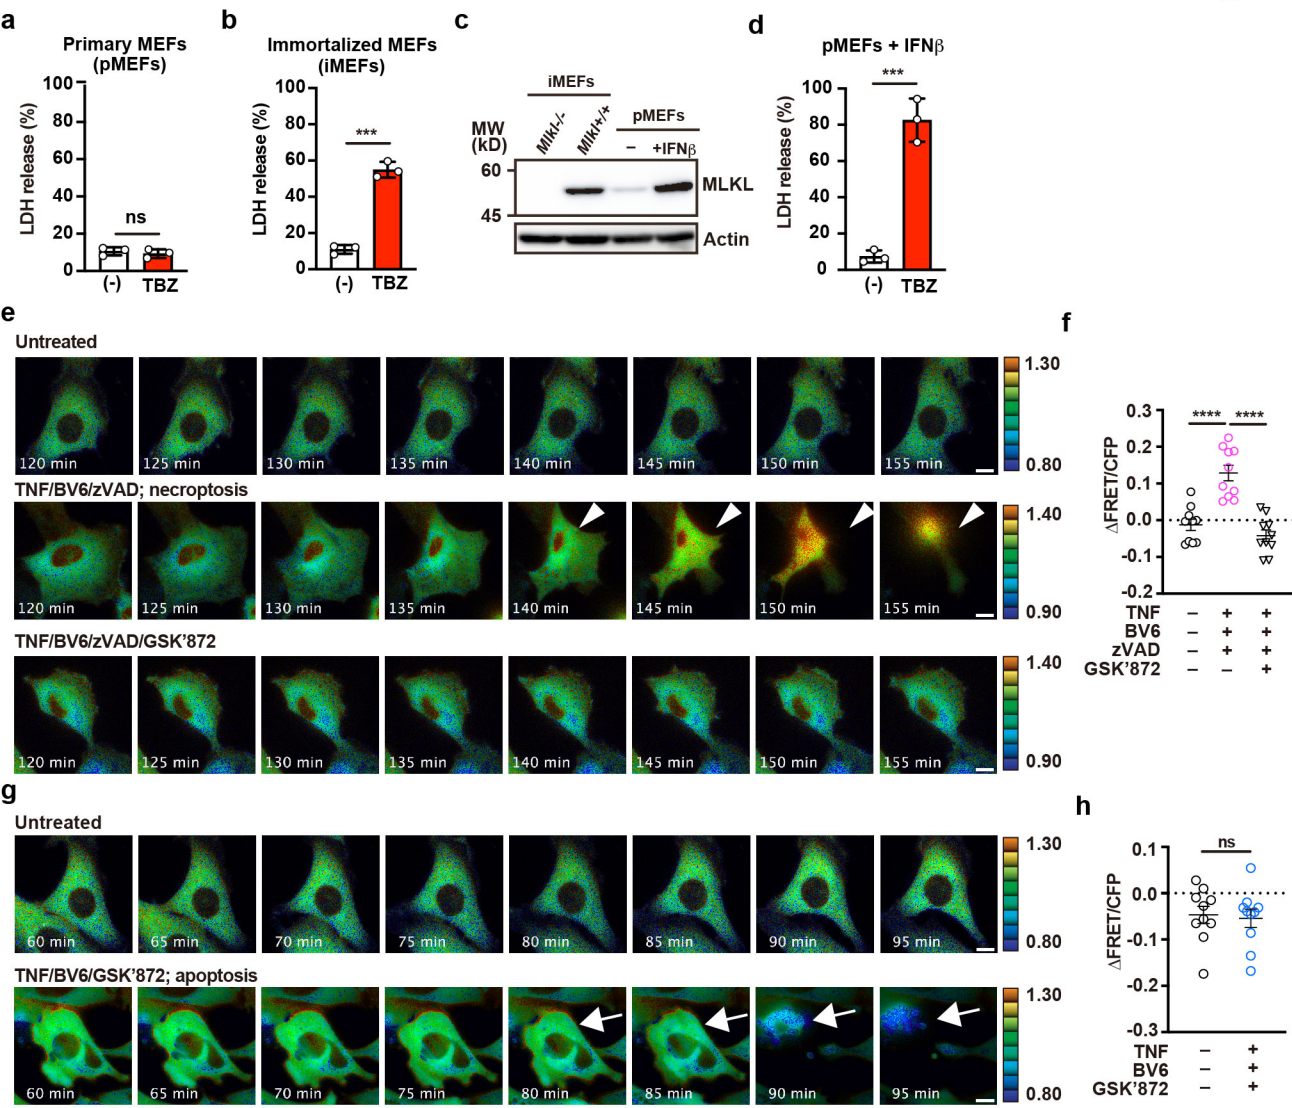 a
Primary MEFs
(pMEFs)
LDH release (%)
100
80
60
40
20
0
ns
(-)
TBZ
b
Immortalized MEFs
(iMEFs)
LDH release (%)
100
80
60
40
20
0
***
(-)
TBZ
c
iMEFs
pMEFs
MW
(kD)
Mlkl-/-
Mlkl+/+
–
+IFNβ
60
45
MLKL
Actin
d
pMEFs + IFNβ
LDH release (%)
100
80
60
40
20
0
***
(-)
TBZ
e
Untreated
120 min
125 min
130 min
135 min
140 min
145 min
150 min
155 min
1.30
0.80
TNF/BV6/zVAD; necroptosis
120 min
125 min
130 min
135 min
140 min
145 min
150 min
155 min
1.40
0.90
TNF/BV6/zVAD/GSK’872
120 min
125 min
130 min
135 min
140 min
145 min
150 min
155 min
1.40
0.90
f
ΔFRET/CFP
0.3
0.2
0.1
0.0
-0.1
-0.2
**** ****
TNF – + +
BV6 – + +
zVAD – + +
GSK’872 – – +
g
Untreated
60 min
65 min
70 min
75 min
80 min
85 min
90 min
95 min
1.30
0.80
TNF/BV6/GSK’872; apoptosis
60 min
65 min
70 min
75 min
80 min
85 min
90 min
95 min
1.30
0.80
h
ΔFRET/CFP
0.1
0.0
-0.1
-0.2
-0.3
ns
TNF – +
BV6 – +
GSK’872 – +